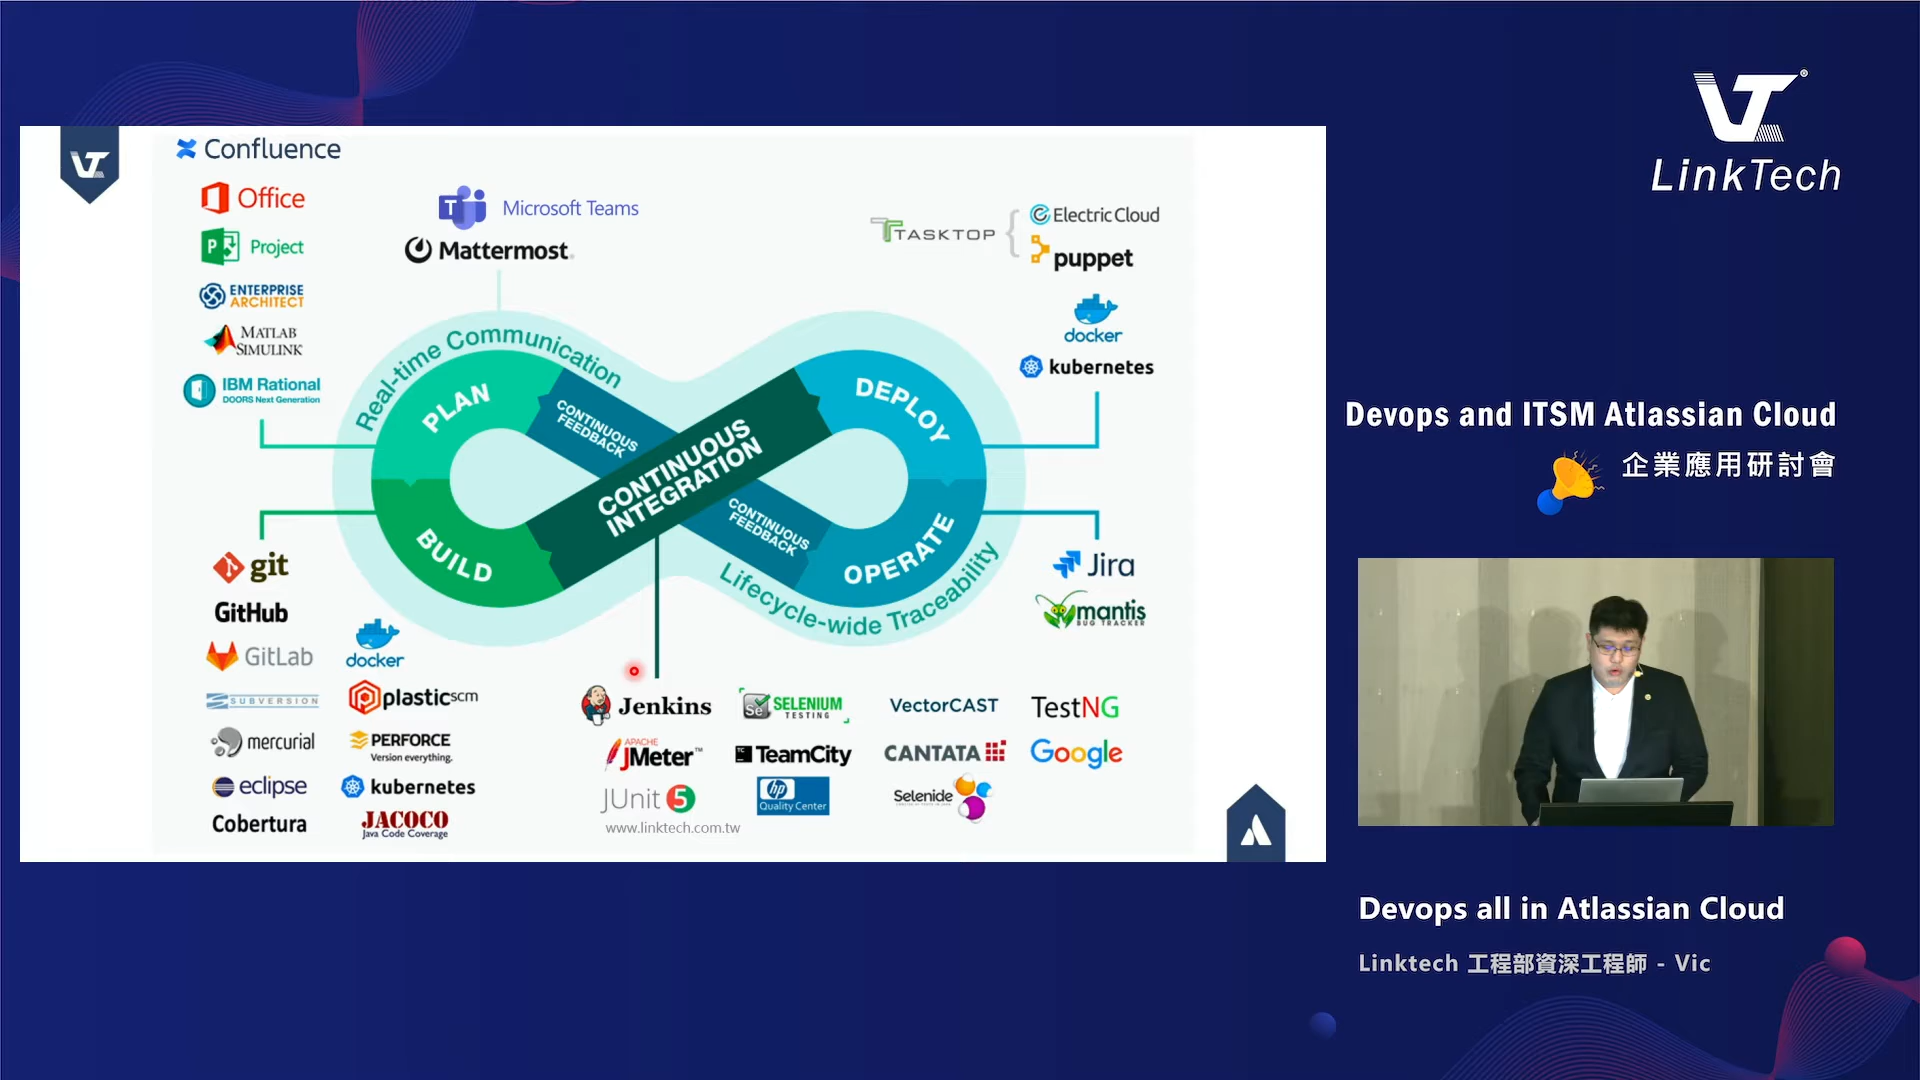 Confluence
Office
Project
ENTERPRISE
ARCHITECT
MATLAB
SIMULINK
IBM Rational
DOORS Next Generation
T
Microsoft Teams
Mattermost
TASKTOP
Electric Cloud
puppet
docker
kubernetes
Real-time Communication
PLAN
CONTINUOUS
FEEDBACK
CONTINUOUS
INTEGRATION
DEPLOY
BUILD
CONTINUOUS
FEEDBACK
OPERATE
Lifecycle-wide Traceability
git
GitHub
GitLab
SUBVERSION
mercurial
eclipse
Cobertura
docker
plasticscm
PERFORCE
Version everything.
kubernetes
JACOCO
Java Code Coverage
Jenkins
APACHE
JMeter™
JUnit 5
www.linktech.com.tw
Se SELENIUM
TESTING
TC TeamCity
hp
Quality Center
VectorCAST
CANTATA
Selenide
TestNG
Google
Jira
mantis
BUG TRACKER
LinkTech
Devops and ITSM Atlassian Cloud
企業應用研討會
Devops all in Atlassian Cloud
Linktech 工程部資深工程師 - Vic